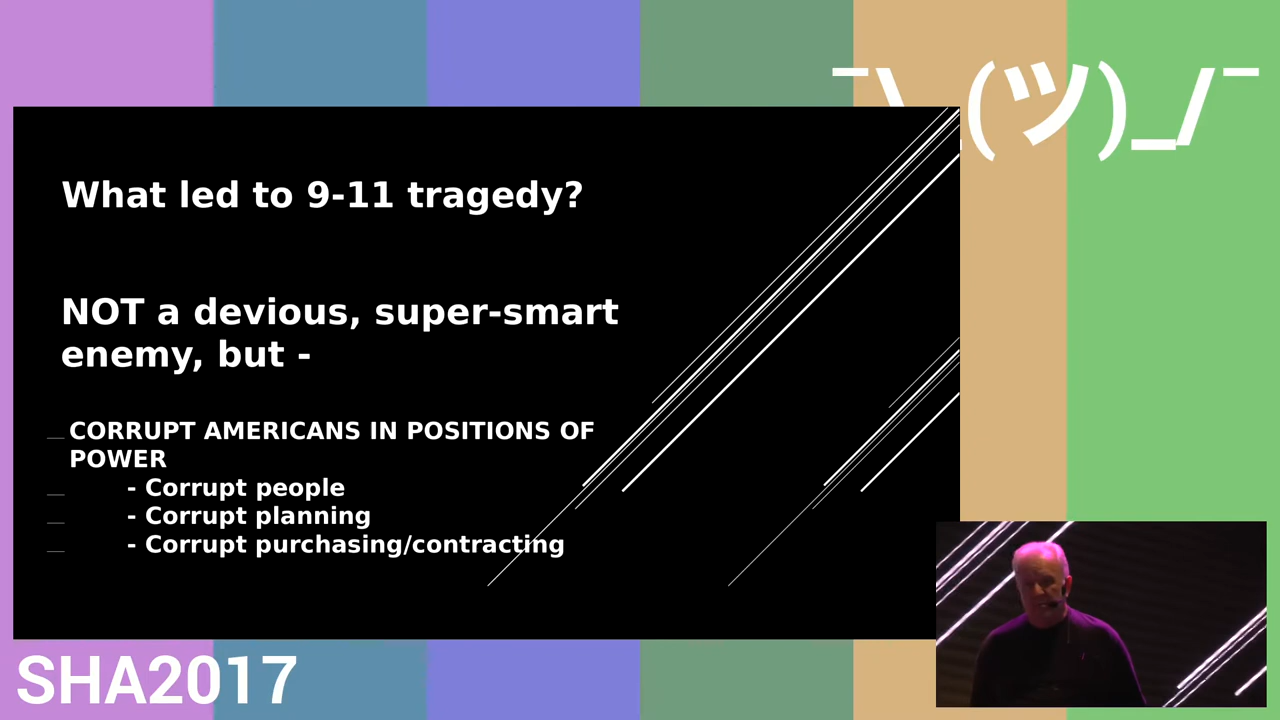 ¯\_(ツ)_/¯
What led to 9-11 tragedy?
NOT a devious, super-smart
enemy, but -
CORRUPT AMERICANS IN POSITIONS OF
POWER
- Corrupt people
- Corrupt planning
- Corrupt purchasing/contracting
SHA2017